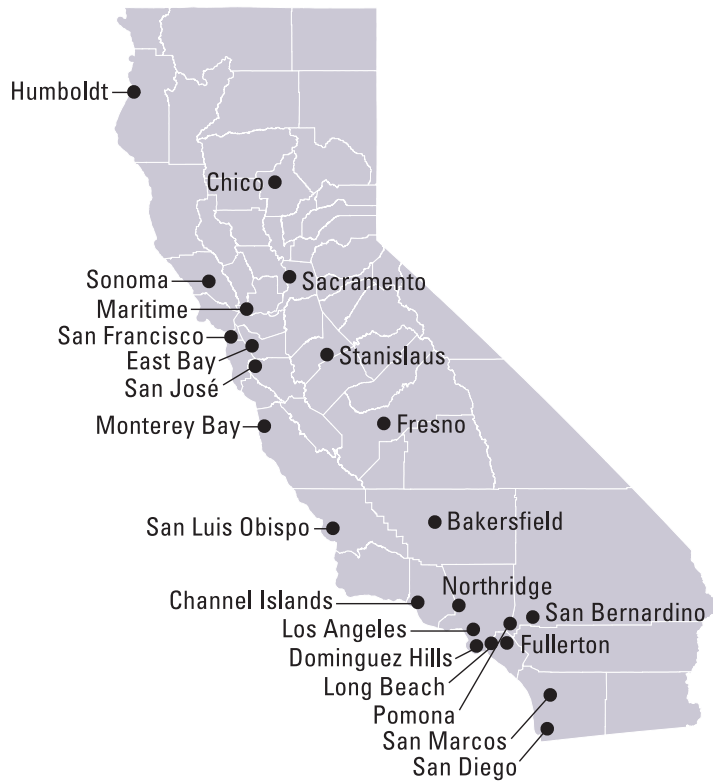 Humboldt
Chico
Sonoma
Sacramento
Maritime
San Francisco
East Bay
Stanislaus
San José
Monterey Bay
Fresno
San Luis Obispo
Bakersfield
Northridge
Channel Islands
San Bernardino
Los Angeles
Fullerton
Dominguez Hills
Long Beach
Pomona
San Marcos
San Diego